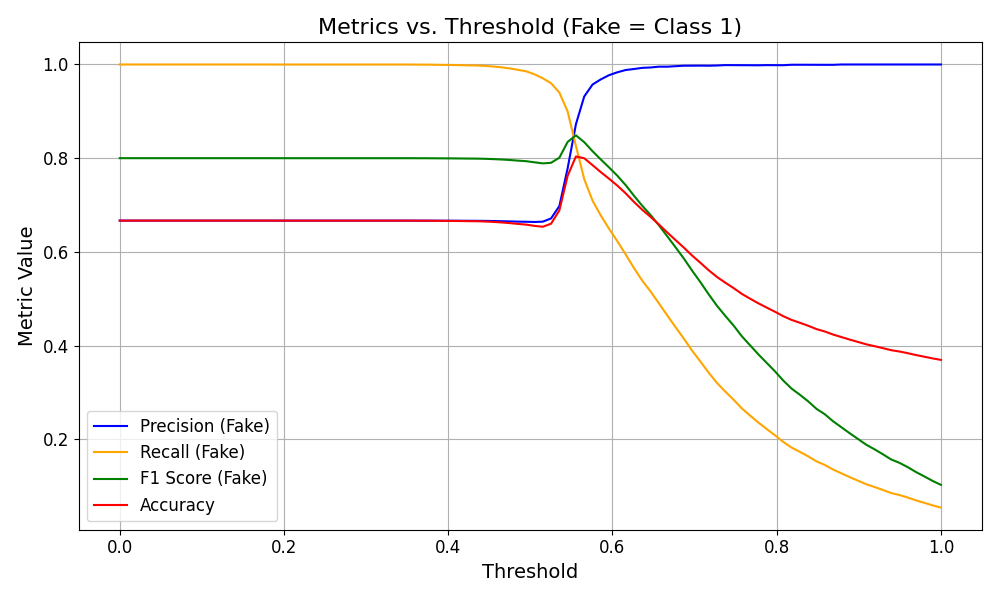 Metrics vs. Threshold (Fake = Class 1)
Metric Value
1.0
0.8
0.6
0.4
0.2
Precision (Fake)
Recall (Fake)
F1 Score (Fake)
Accuracy
0.0 0.2 0.4 0.6 0.8 1.0
Threshold